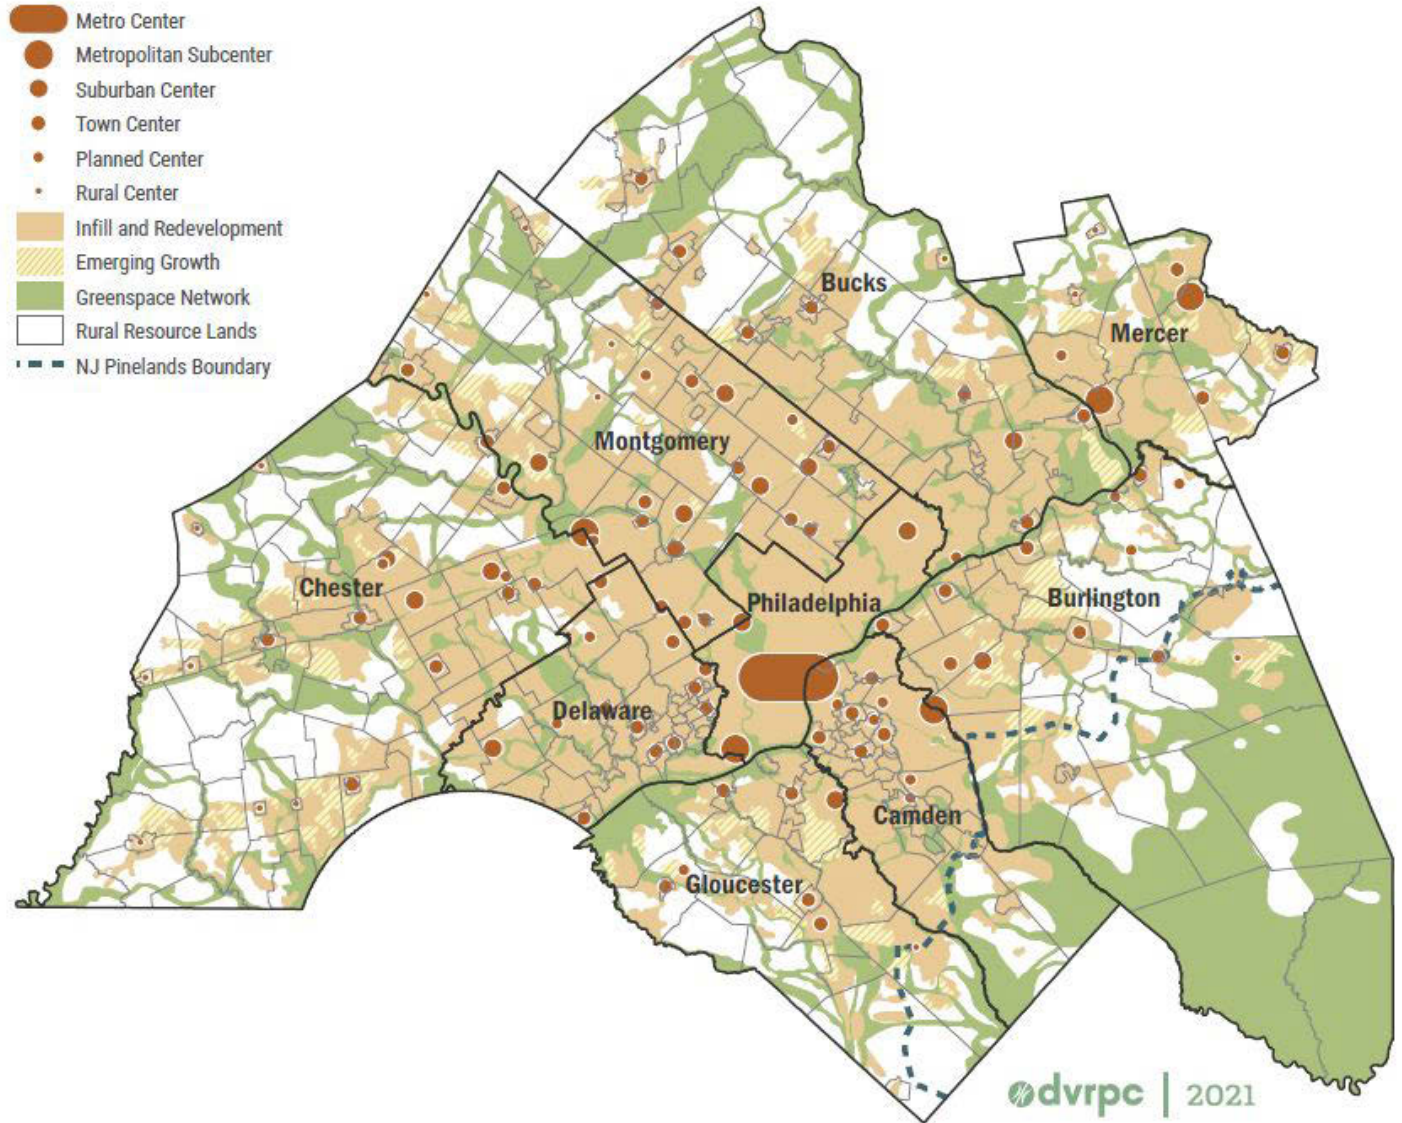 Metro Center
Metropolitan Subcenter
Suburban Center
Town Center
Planned Center
Rural Center
Infill and Redevelopment
Emerging Growth
Greenspace Network
Rural Resource Lands
NJ Pinelands Boundary
Bucks
Mercer
Montgomery
Chester
Philadelphia
Burlington
Delaware
Camden
Gloucester
dvrpc | 2021